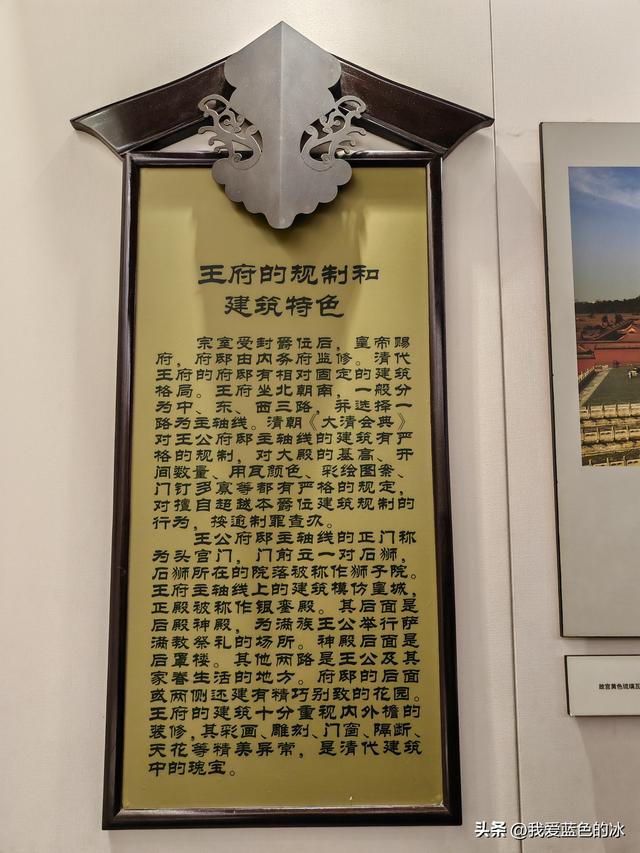 王府的规制和
建筑特色
宗室受封爵位后，皇帝赐
府，府邸由内务府监修。清代
王府的府邸有相对固定的建筑
格局。王府坐北朝南，一般分
为中、东、西三路，并选择一
路为主轴线。清朝《大清会典》
对王公府邸主轴线的建筑有严
格的规制，对大殿的基高、开
间数量、用瓦颜色、彩绘图案、
门钉多寡等都有严格的规定，
对擅自超越本爵位建筑规制的
行为，按逾制罪查办。
王公府邸主轴线的正门称
为头宫门，门前立一对石狮，
石狮所在的院落被称作狮子院。
王府主轴线上的建筑模仿皇城，
正殿被称作银銮殿。其后面是
后殿神殿，为满族王公举行萨
满教祭礼的场所。神殿后面是
后罩楼。其他两路是王公及其
家眷生活的地方。府邸的后面
或两侧还建有精巧别致的花园。
王府的建筑十分重视内外檐的
装修，其彩画、雕刻、门窗、隔断、
天花等精美异常，是清代建筑
中的瑰宝。
故宫黄色琉璃瓦
头条 @我爱蓝色的冰